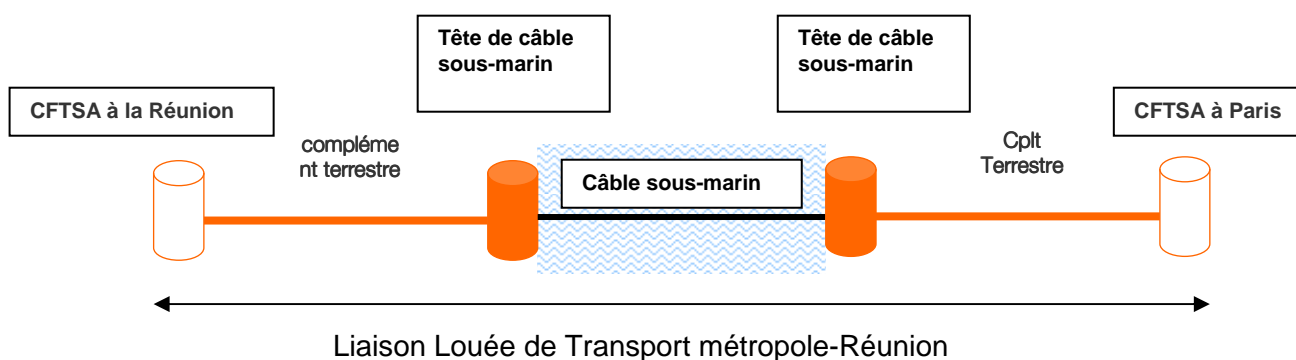 Tête de câble
sous-marin
Tête de câble
sous-marin
CFTSA à la Réunion
CFTSA à Paris
compléme
nt terrestre
Cplt
Terrestre
Câble sous-marin
Liaison Louée de Transport métropole-Réunion